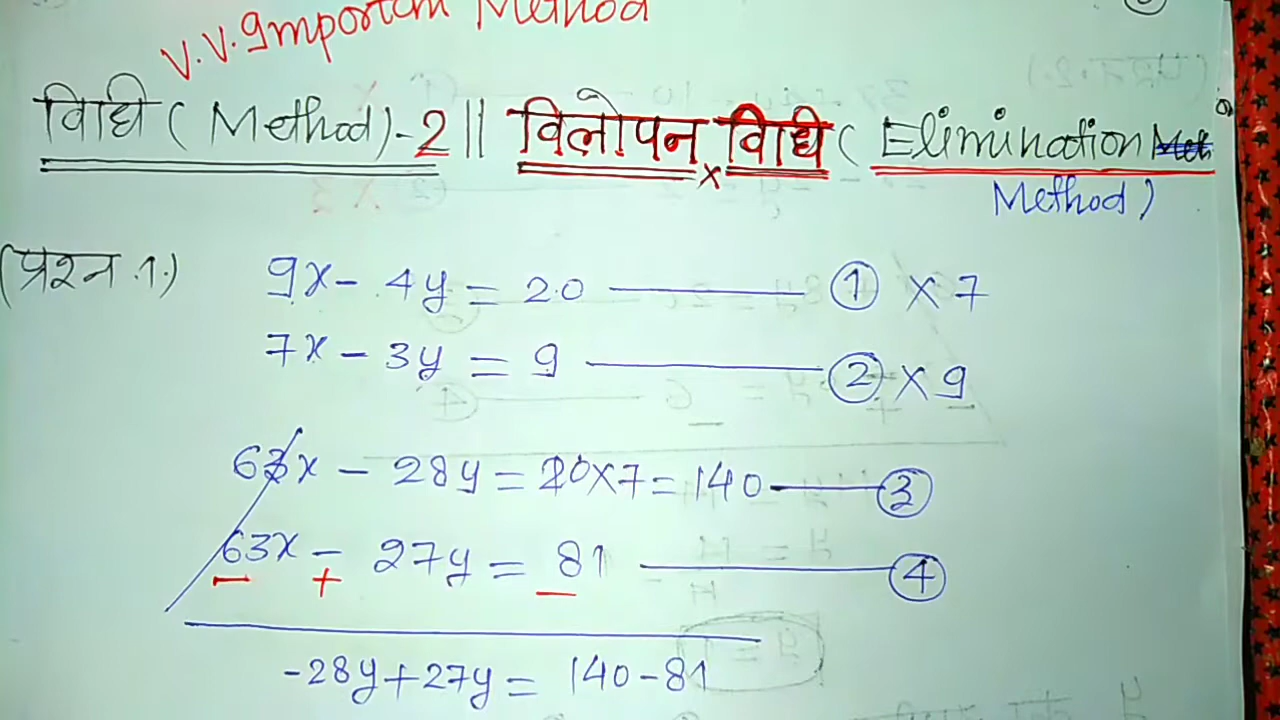 V.V. Important Method
विधि (Method)-2 || विलोपन विधि (Elimination
Method)
(प्रश्न .1.) 9x - 4y = 20 ——— ① × 7
7x - 3y = 9 ——— ② × 9
63x - 28y = 20×7 = 140 ——— ③
63x - 27y = 81 ——— ④
- + -
-28y+27y = 140-81